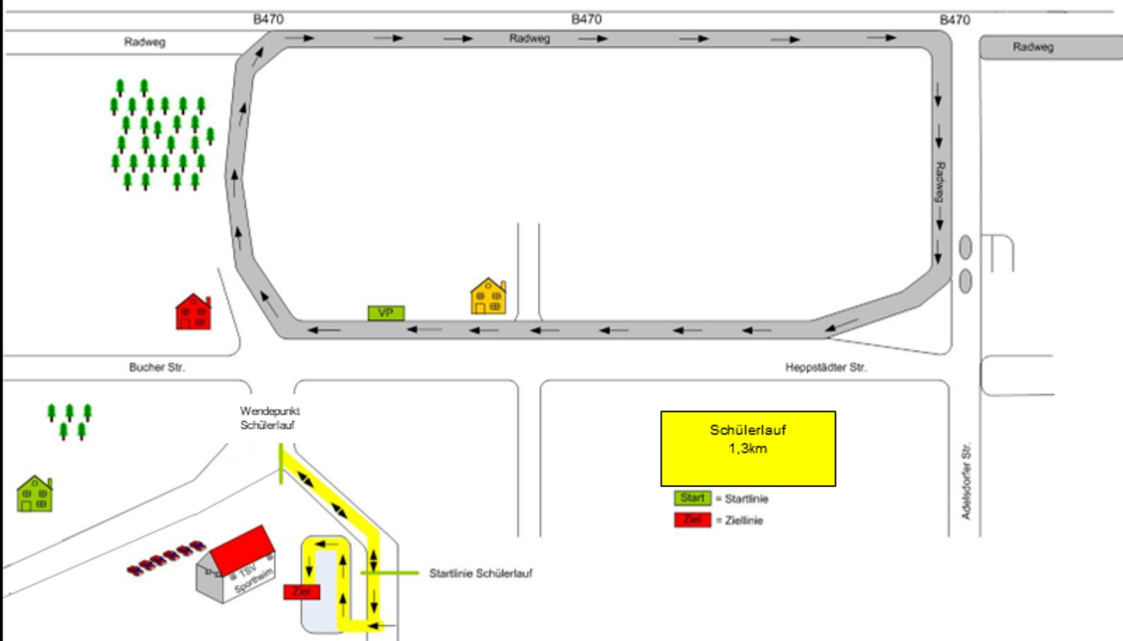 B470
B470
B470
Radweg
Radweg
Radweg
Radweg
VP
Bucher Str.
Heppstädter Str.
Wendepunkt
Schülerlauf
Schülerlauf
1,3km
Start = Startlinie
Ziel = Ziellinie
Adelsdorfer Str.
TSV
Sportheim
Startlinie Schülerlauf
Ziel